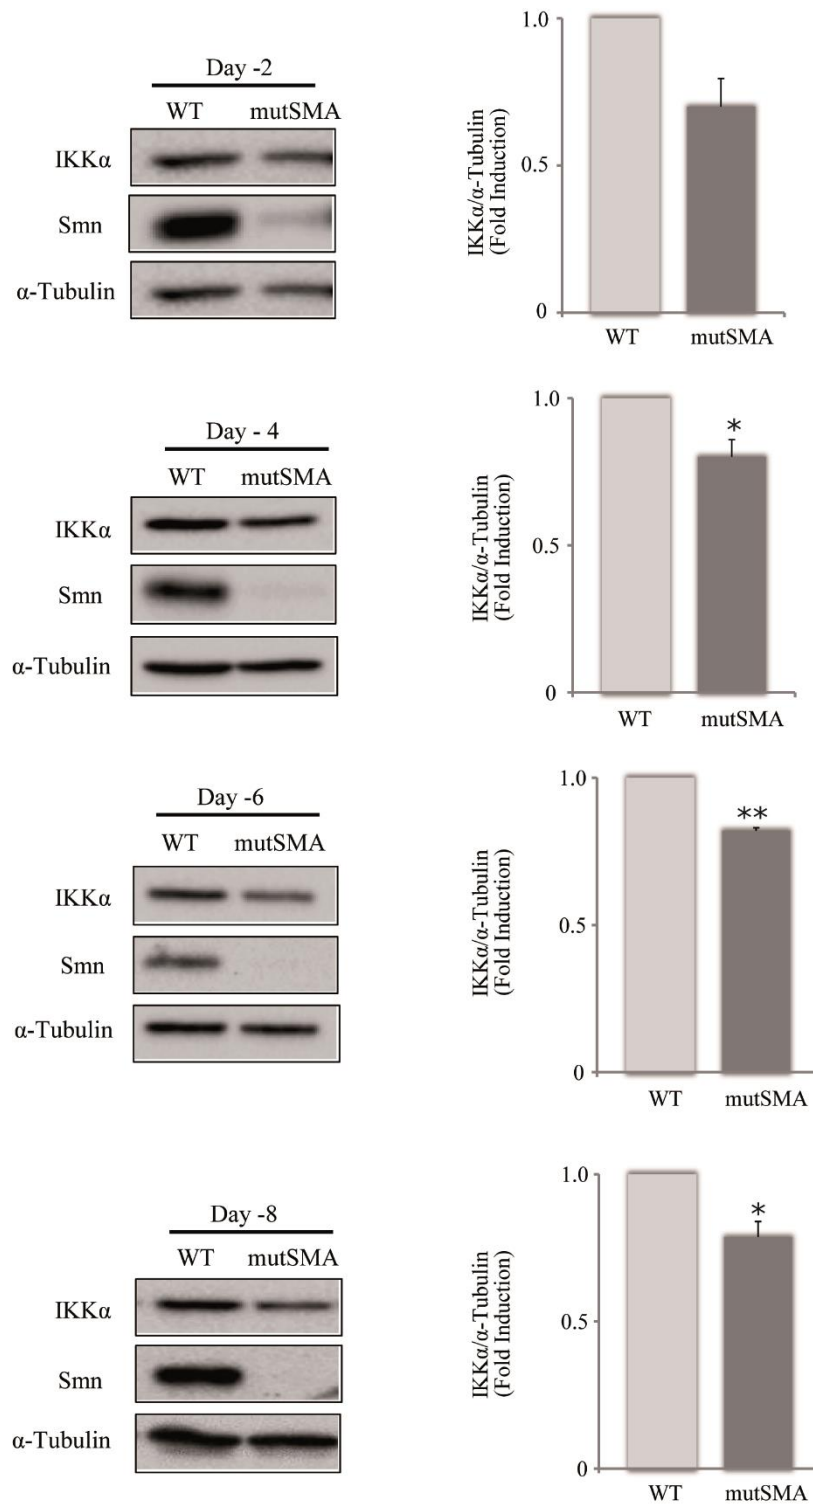 Day -2
WT mutSMA
IKKα
Smn
α-Tubulin
IKKα/α-Tubulin
(Fold Induction)
1.0
0.5
0
WT mutSMA
Day - 4
WT mutSMA
IKKα
Smn
α-Tubulin
IKKα/α-Tubulin
(Fold Induction)
1.0
*
0.5
0
WT mutSMA
Day -6
WT mutSMA
IKKα
Smn
α-Tubulin
IKKα/α-Tubulin
(Fold Induction)
1.0
**
0.5
0
WT mutSMA
Day -8
WT mutSMA
IKKα
Smn
α-Tubulin
IKKα/α-Tubulin
(Fold Induction)
1.0
*
0.5
0
WT mutSMA